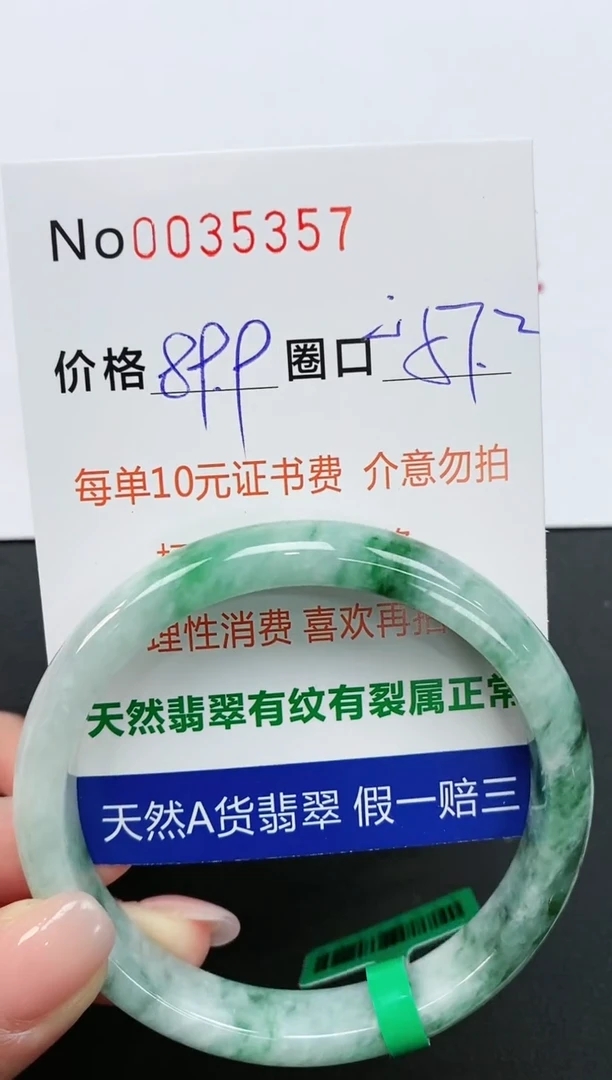 No0035357
价格 899 圈口 57.2
每单10元证书费 介意勿拍
理性消费 喜欢再拍
天然翡翠有纹有裂属正常
天然A货翡翠 假一赔三